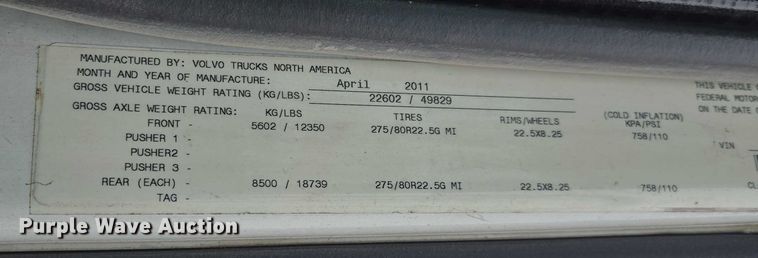 MANUFACTURED BY: VOLVO TRUCKS NORTH AMERICA
MONTH AND YEAR OF MANUFACTURE: April 2011
GROSS VEHICLE WEIGHT RATING (KG/LBS): 22602 / 49829
THIS VEHICLE
FEDERAL MOTOR
ON THE DATE
GROSS AXLE WEIGHT RATING: KG/LBS TIRES RIMS/WHEELS (COLD INFLATION) KPA/PSI
FRONT - 5602 / 12350 275/80R22.5G MI 22.5X8.25 758/110
PUSHER 1 - VIN
PUSHER2 -
PUSHER 3 -
REAR (EACH) - 8500 / 18739 275/80R22.5G MI 22.5X8.25 758/110
TAG -
Purple Wave Auction